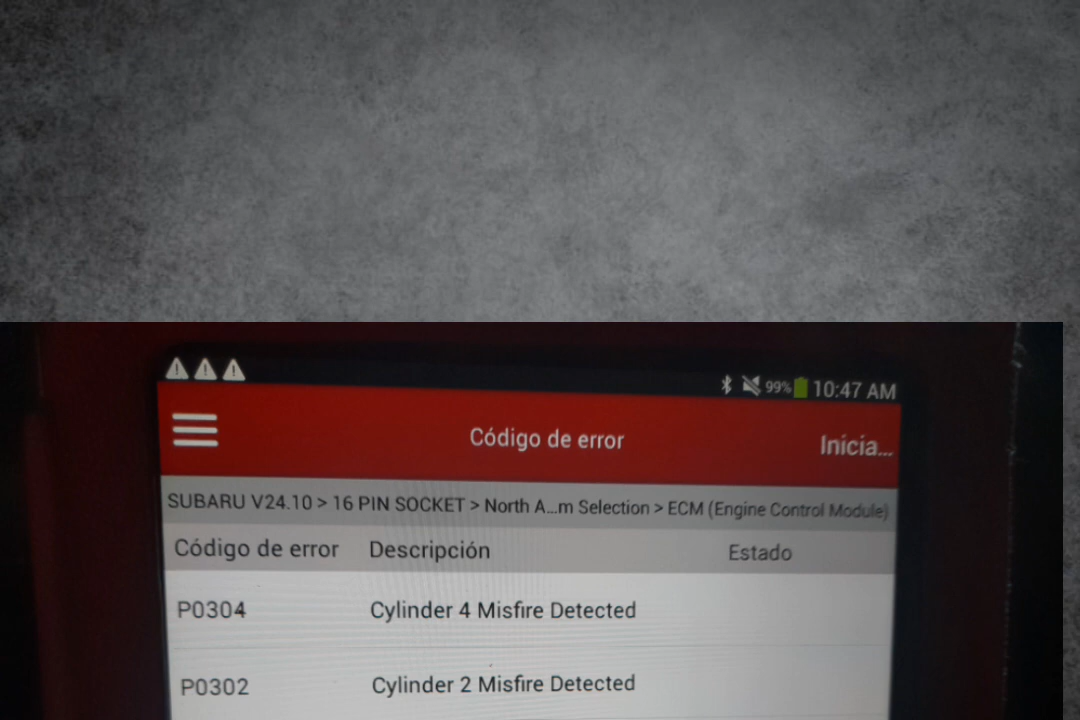 99% 10:47 AM
Código de error
Inicia...
SUBARU V24.10 > 16 PIN SOCKET > North A...m Selection > ECM (Engine Control Module)
Código de error Descripción Estado
P0304 Cylinder 4 Misfire Detected
P0302 Cylinder 2 Misfire Detected